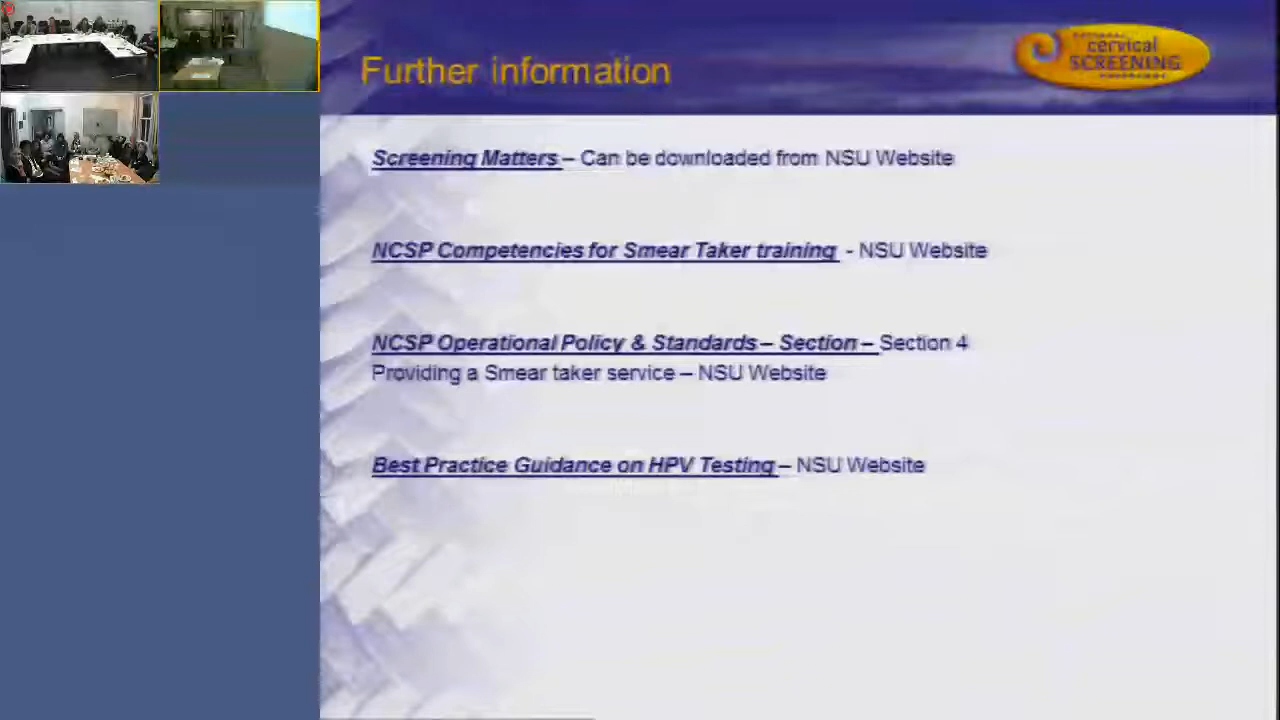 Further information
cervical
SCREENING
Screening Matters – Can be downloaded from NSU Website
NCSP Competencies for Smear Taker training - NSU Website
NCSP Operational Policy & Standards – Section – Section 4
Providing a Smear taker service – NSU Website
Best Practice Guidance on HPV Testing – NSU Website